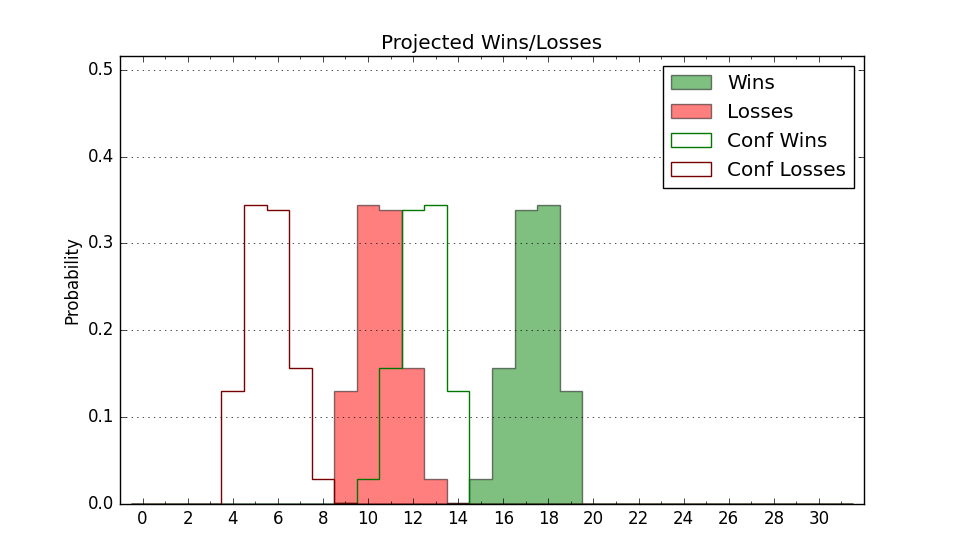 Projected Wins/Losses
0.5
0.4
0.3
0.2
0.1
0.0
Probability
Wins
Losses
Conf Wins
Conf Losses
0 2 4 6 8 10 12 14 16 18 20 22 24 26 28 30